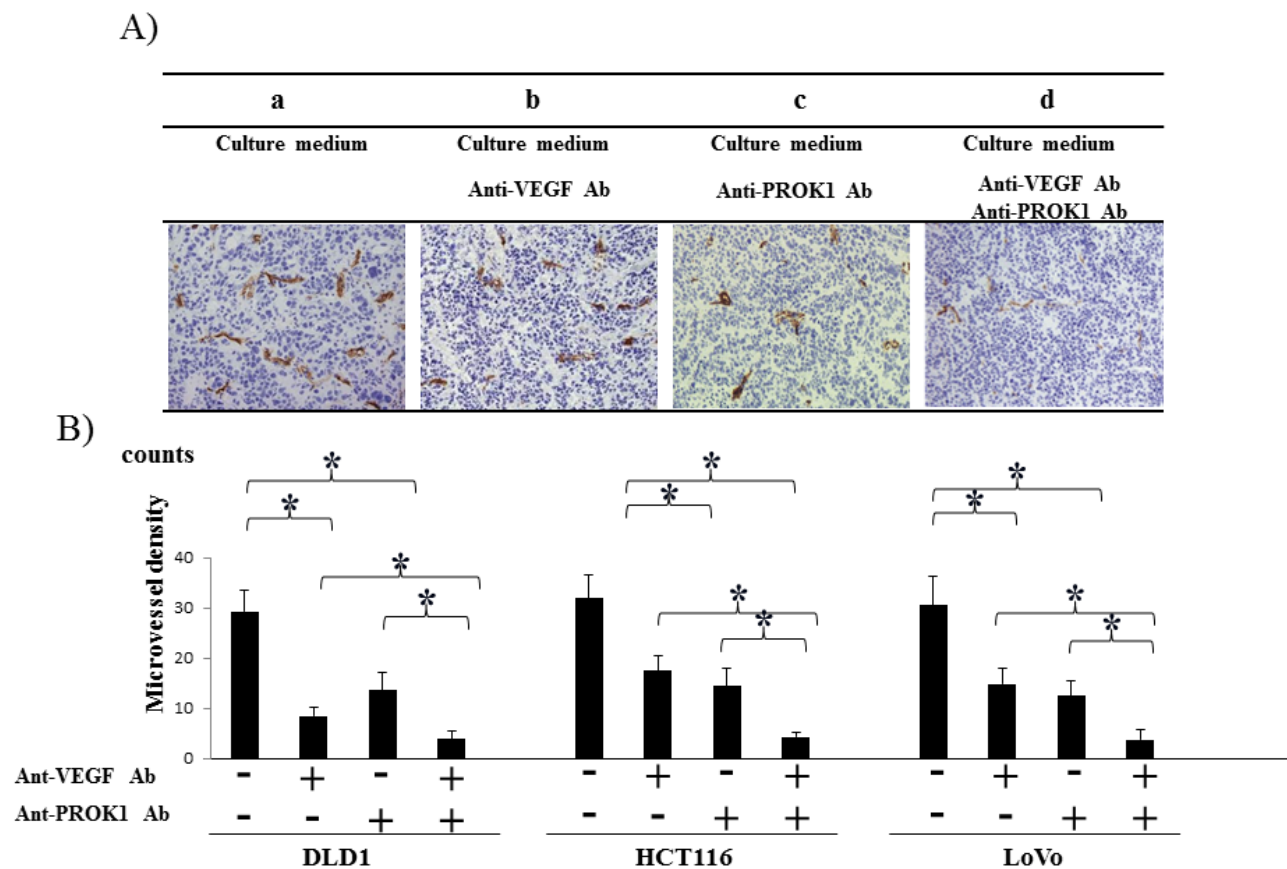 A)
a b c d
Culture medium Culture medium Culture medium Culture medium
Anti-VEGF Ab Anti-PROK1 Ab Anti-VEGF Ab
Anti-PROK1 Ab
B)
counts
* * *
* * *
* * *
* * *
Microvessel density
40
30
20
10
0
Ant-VEGF Ab - + - + - + - + - + - +
Ant-PROK1 Ab - - + + - - + + - - + +
DLD1 HCT116 LoVo